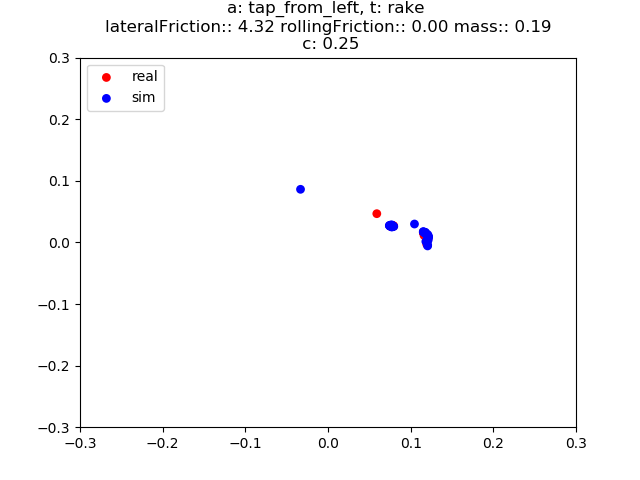 a: tap_from_left, t: rake
lateralFriction:: 4.32 rollingFriction:: 0.00 mass:: 0.19
c: 0.25
real
sim
0.3
0.2
0.1
0.0
−0.1
−0.2
−0.3
−0.3 −0.2 −0.1 0.0 0.1 0.2 0.3